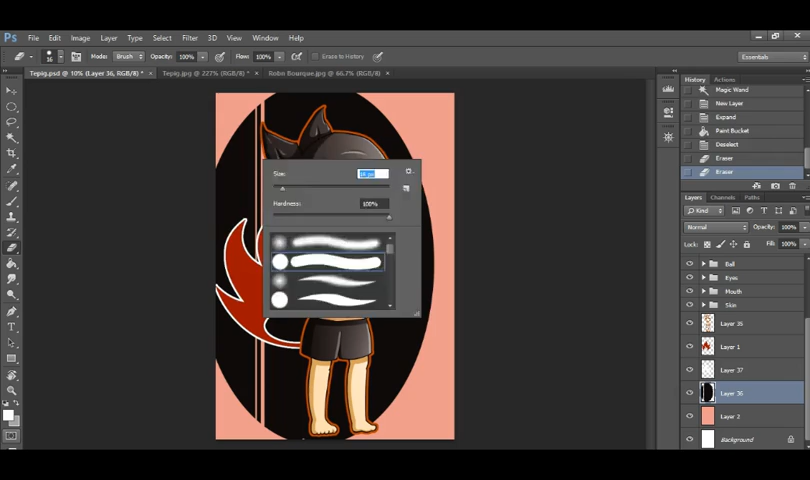 Ps File Edit Image Layer Type Select Filter 3D View Window Help
16 Mode: Brush Opacity: 100% Flow: 100% Erase to History Essentials
Tepig.psd @ 10% (Layer 36, RGB/8) * × Tepig.jpg @ 227% (RGB/8) * × Robin Bourque.jpg @ 66.7% (RGB/8) * ×
History Actions
Magic Wand
New Layer
Expand
Paint Bucket
Deselect
Eraser
Eraser
Size:
Hardness: 100%
Layers Channels Paths
Kind
Normal Opacity: 100%
Lock: Fill: 100%
Ball
Eyes
Mouth
Skin
Layer 35
Layer 1
Layer 37
Layer 36
Layer 2
Background